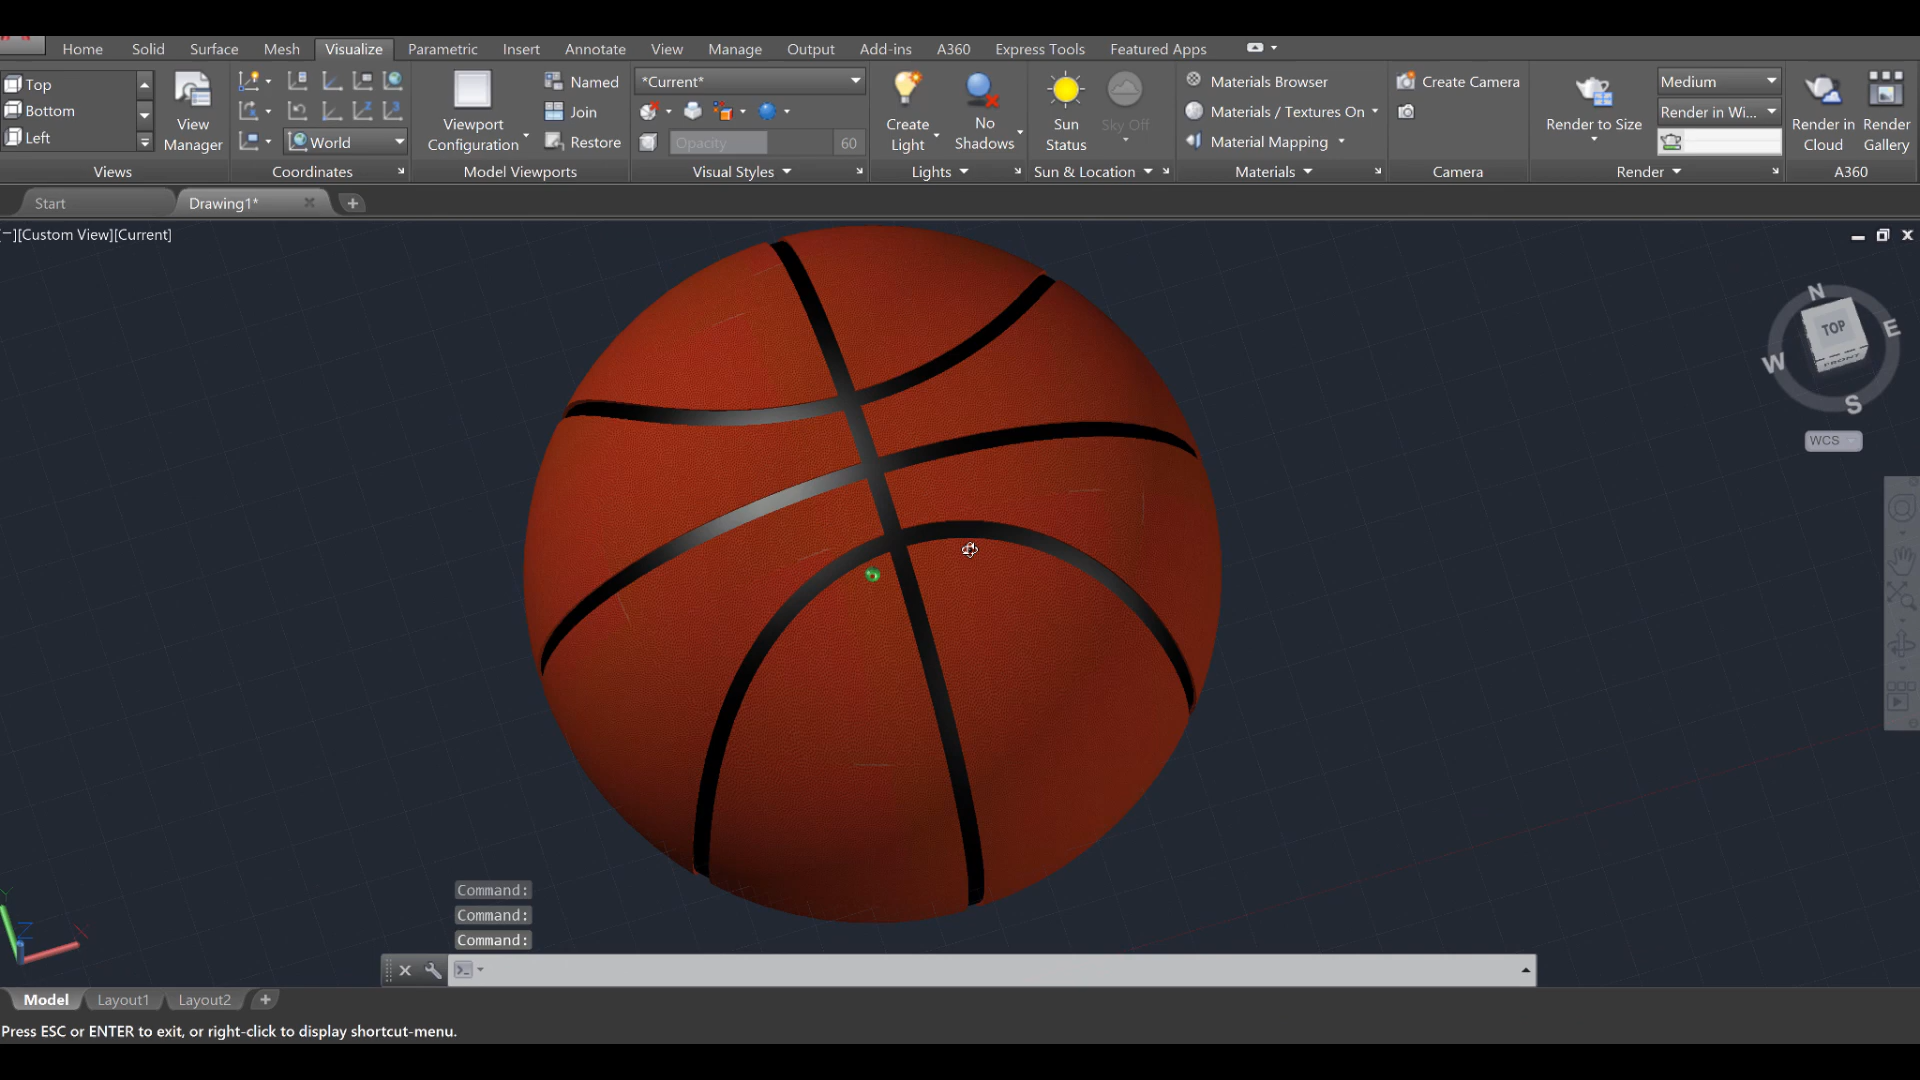 Home Solid Surface Mesh Visualize Parametric Insert Annotate View Manage Output Add-ins A360 Express Tools Featured Apps
Top
Bottom
Left
View
Manager
Views
World
Coordinates
Viewport
Configuration
Named
Join
Restore
Model Viewports
*Current*
Opacity 60
Visual Styles
Create
Light
No
Shadows
Lights
Sun
Status
Sky Off
Sun & Location
Materials Browser
Materials / Textures On
Material Mapping
Materials
Create Camera
Camera
Render to Size
Medium
Render in Wi...
Render
Render in
Cloud
Render
Gallery
A360
Start Drawing1*
[−][Custom View][Current]
N
E
S
W
TOP
FRONT
WCS
Y
Z
X
Command:
Command:
Command:
Model Layout1 Layout2
Press ESC or ENTER to exit, or right-click to display shortcut-menu.